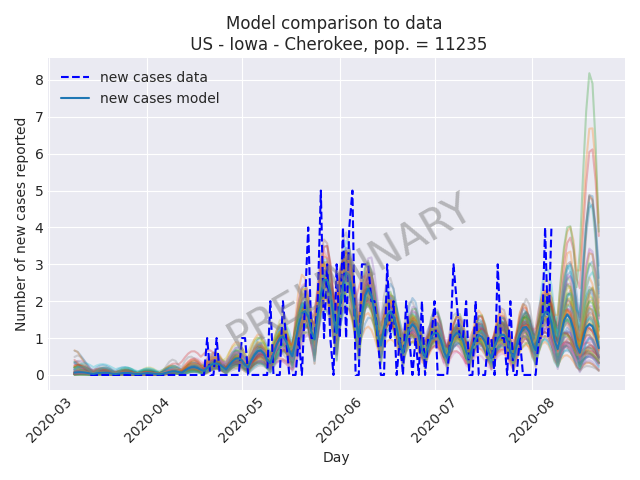 Model comparison to data
US - Iowa - Cherokee, pop. = 11235
new cases data
new cases model
PRELIMINARY
Number of new cases reported
8
7
6
5
4
3
2
1
0
2020-03
2020-04
2020-05
2020-06
2020-07
2020-08
Day